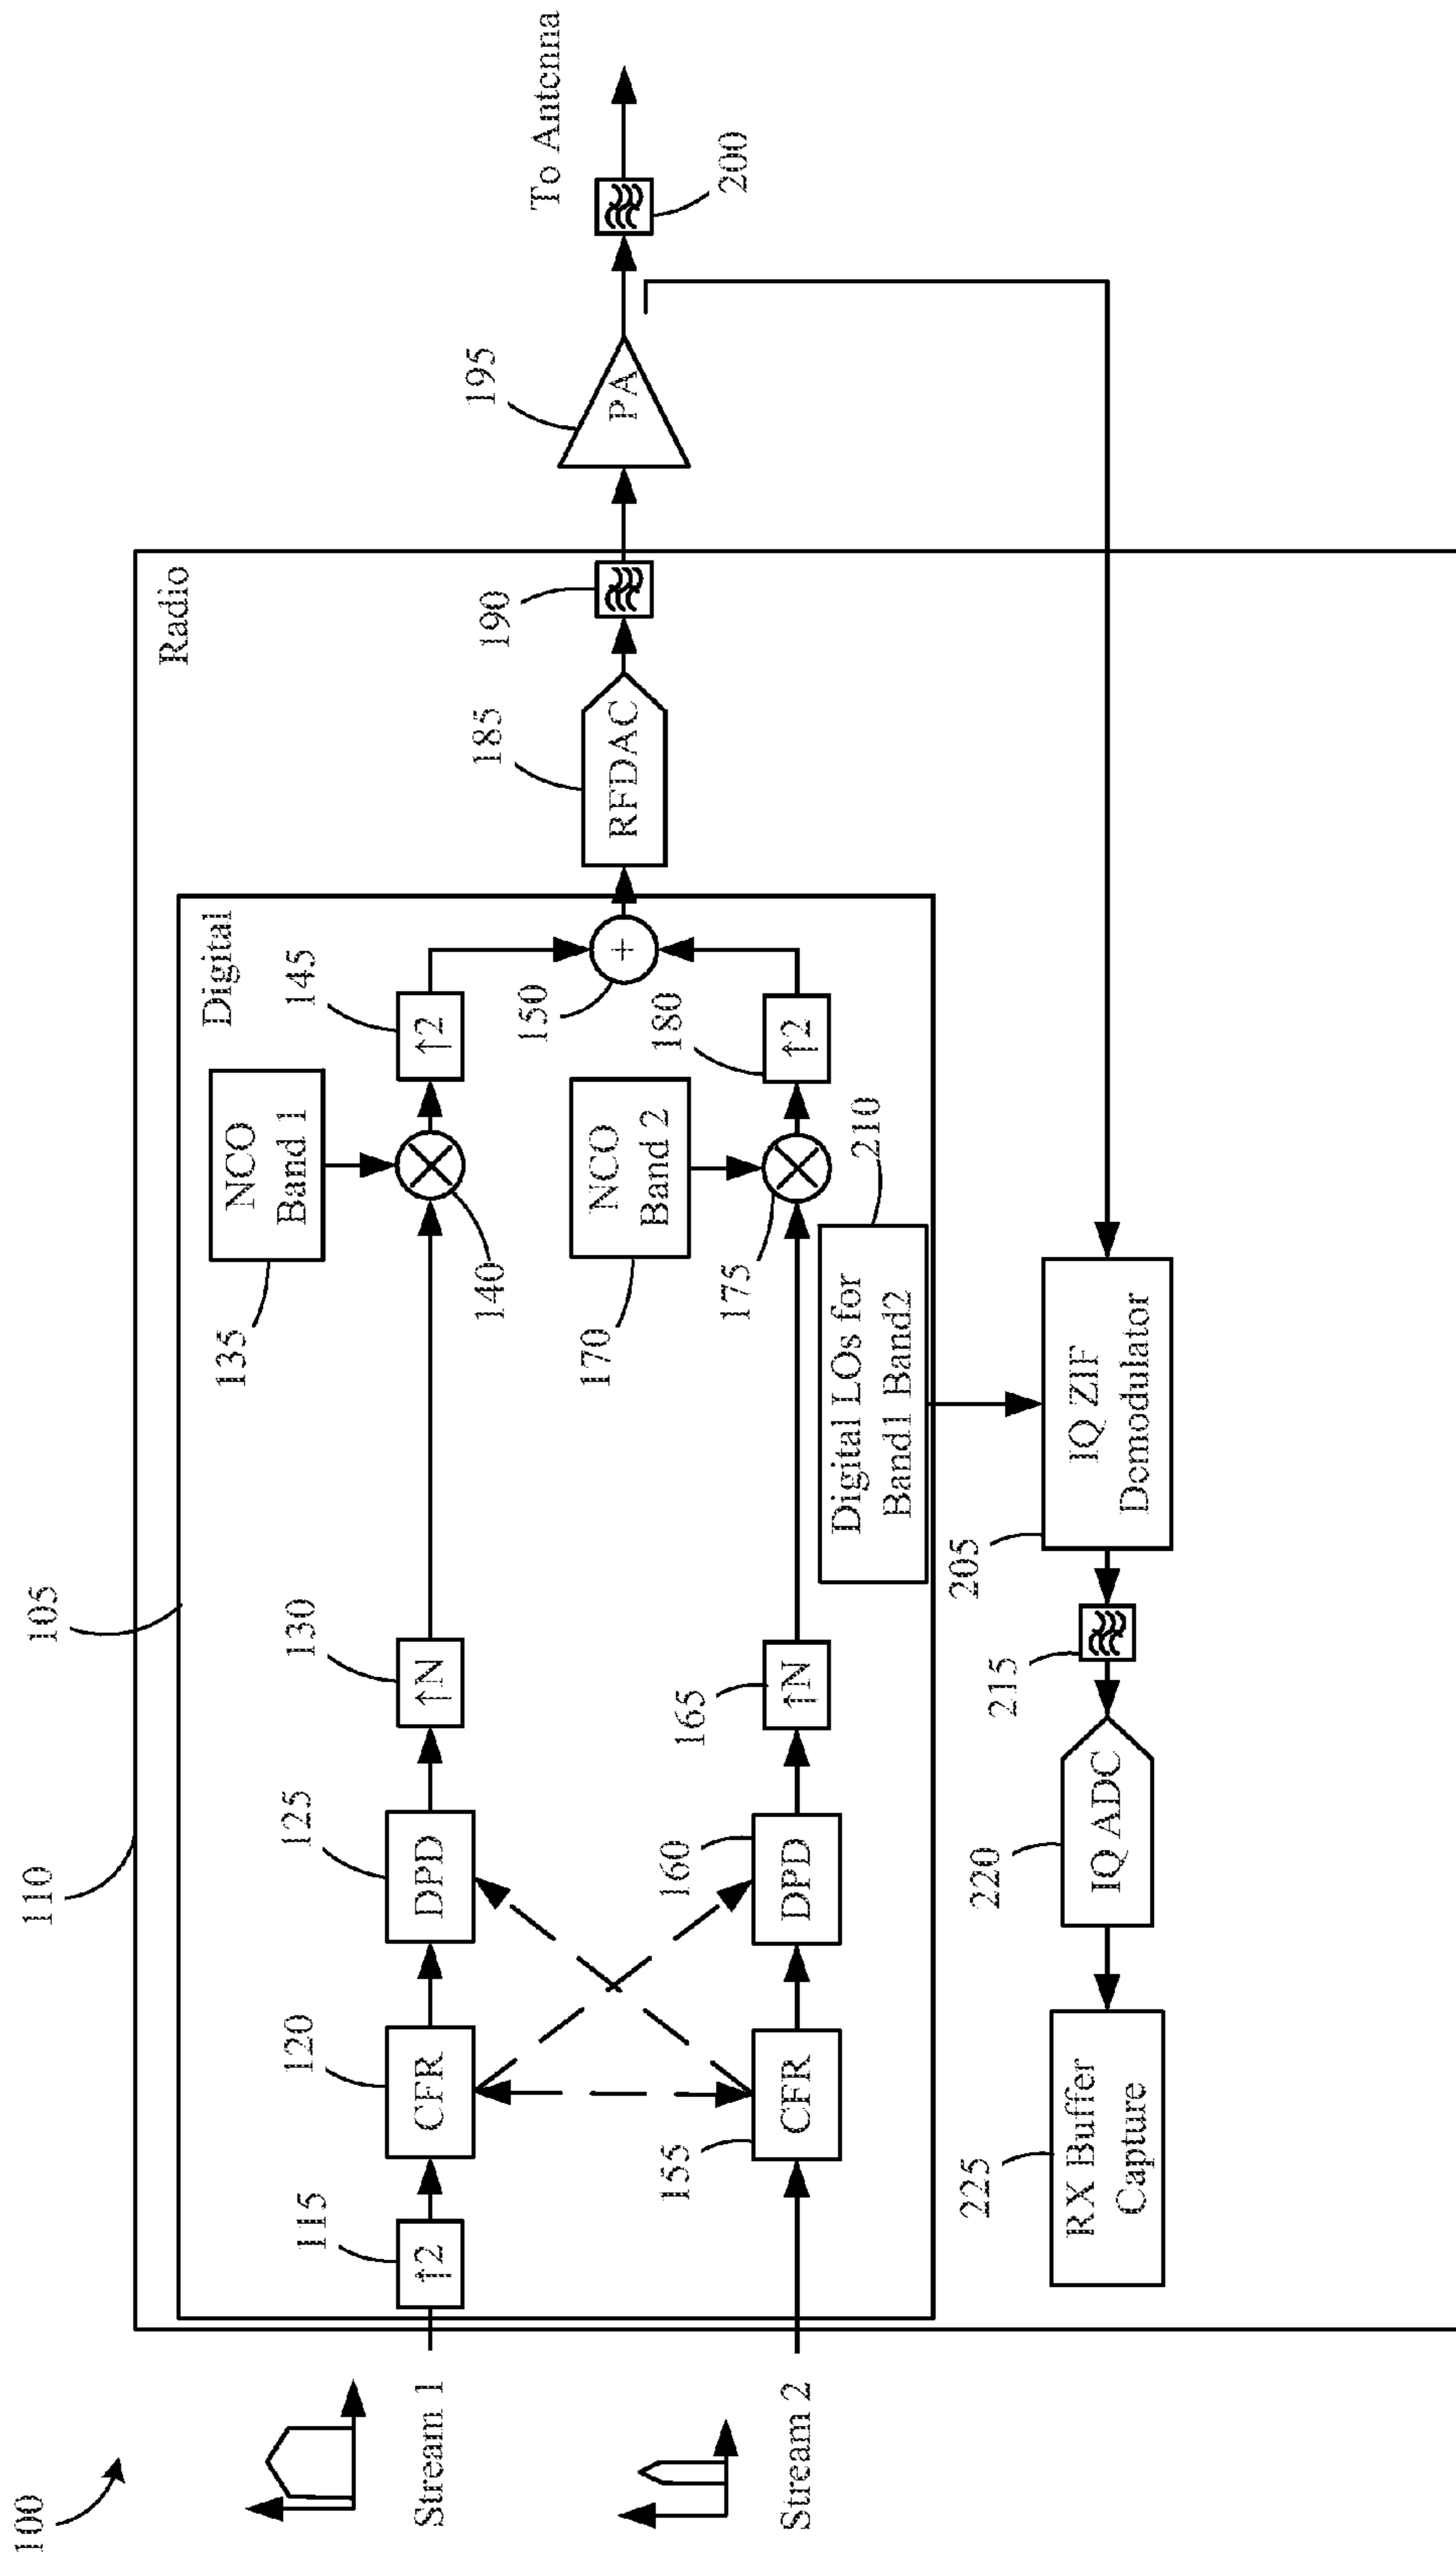 100
110
105
Radio
Digital
Stream 1
115
↑2
120
CFR
125
DPD
130
↑N
135
NCO
Band 1
140
145
↑2
150
+
185
RFDAC
190
195
PA
200
To Antenna
Stream 2
155
CFR
160
DPD
165
↑N
170
NCO
Band 2
175
180
↑2
210
Digital LOs for
Band1 Band2
205
IQ ZIF
Demodulator
215
220
IQ ADC
225
RX Buffer
Capture